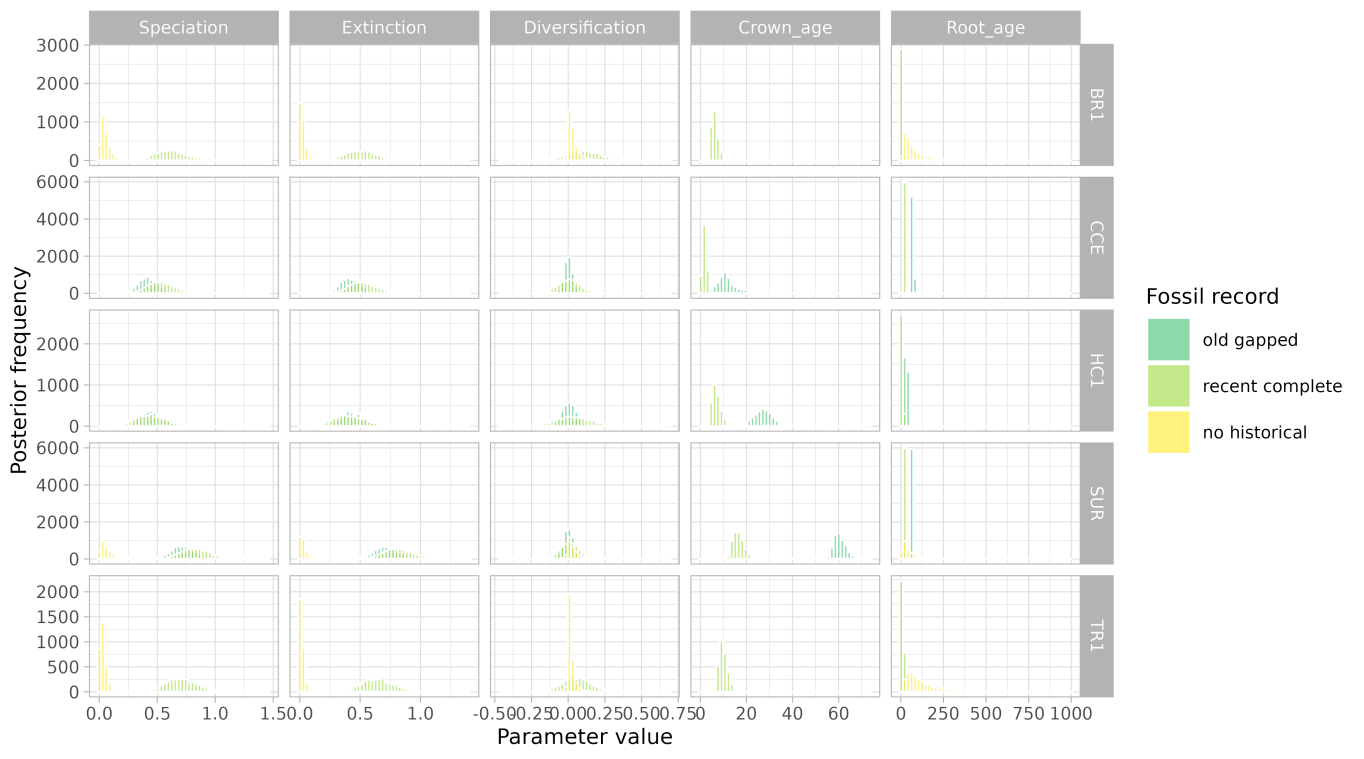 Speciation Extinction Diversification Crown_age Root_age
3000
2000
1000
0
BR1
6000
4000
2000
0
CCE
2000
1000
0
HC1
6000
4000
2000
0
SUR
2000
1500
1000
500
0
TR1
0.0 0.5 1.0 1.5 0.0 0.5 1.0 -0.50 -0.25 0.00 0.25 0.50 0.75 0 20 40 60 0 250 500 750 1000
Parameter value
Posterior frequency
Fossil record
old gapped
recent complete
no historical